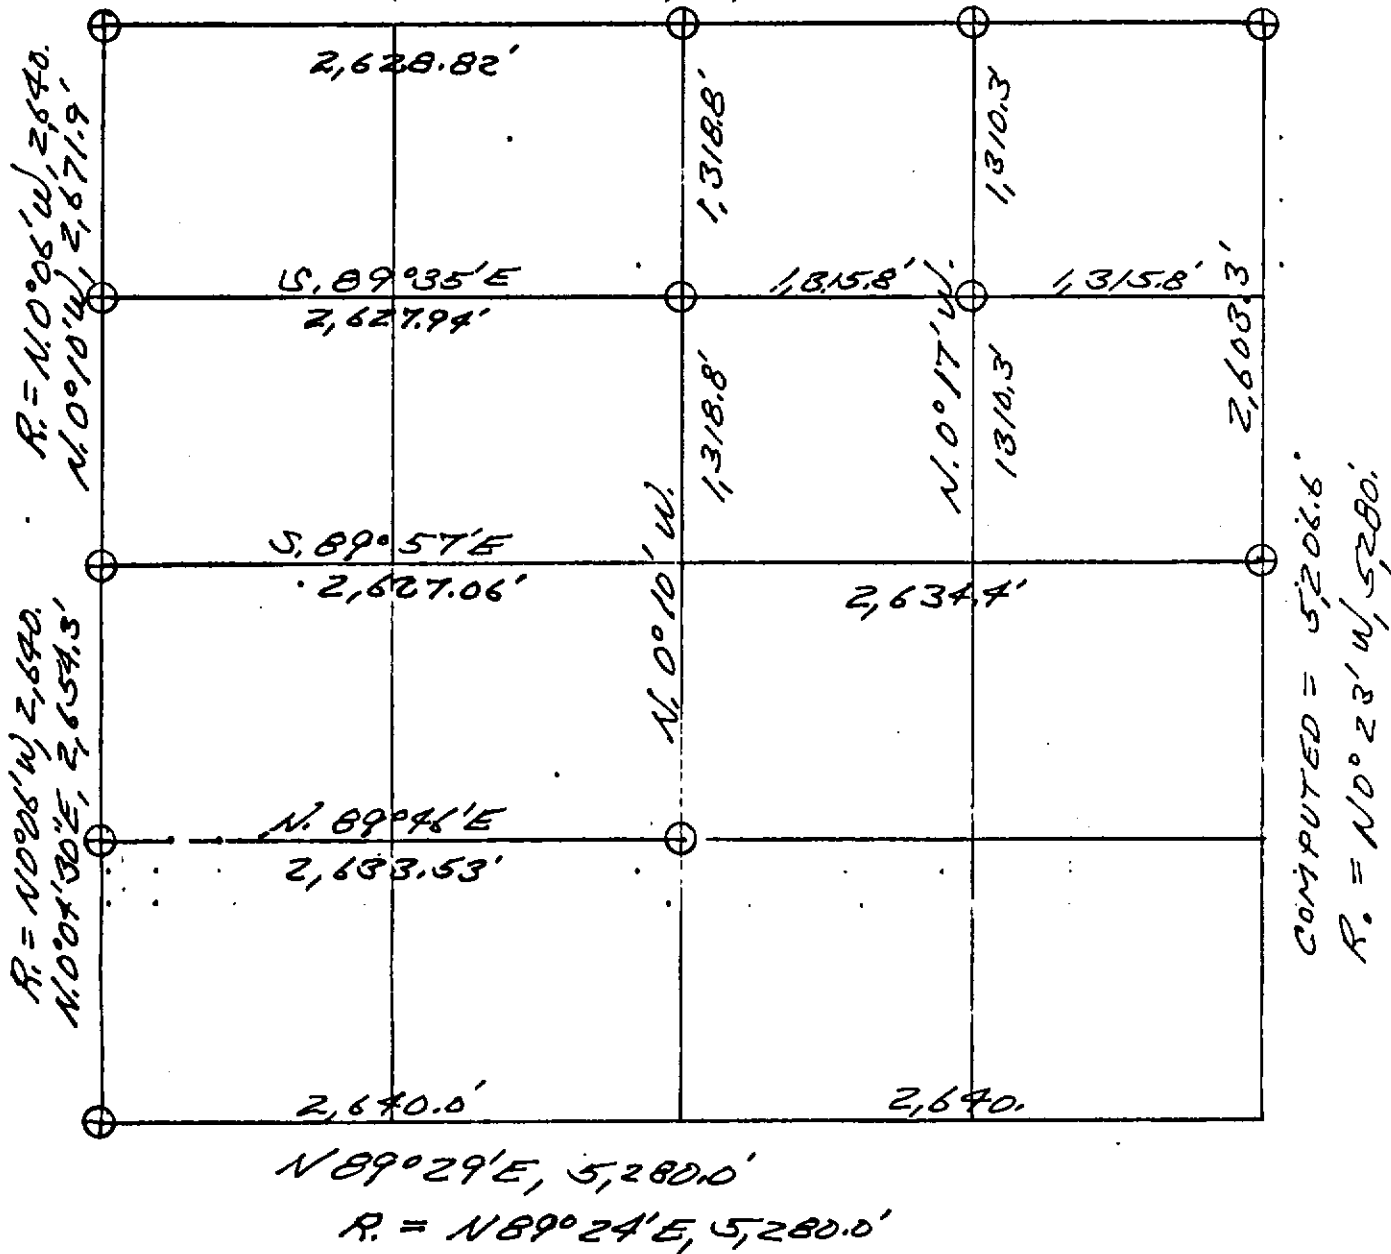 2,628.82'
1,318.8'
1,310.3'
R. = N.0°06'W, 2,640.
N.0°10'W, 2,671.9'
S. 89°35'E
2,627.94'
1,315.8'
1,315.8'
2,603.3'
1,318.8'
N.0°17'W.
1310.3'
S. 89°57'E
2,627.06'
N.0°10'W.
2,634.4'
R. = N0°06'W, 2,640.
N.0°04'30"E, 2,654.3'
N. 89°46'E
2,633.53'
COMPUTED = 5,206.6'
R. = N0°23'W, 5,280.'
2,640.0'
2,640.
N89°29'E, 5,280.0'
R. = N89°24'E, 5,280.0'